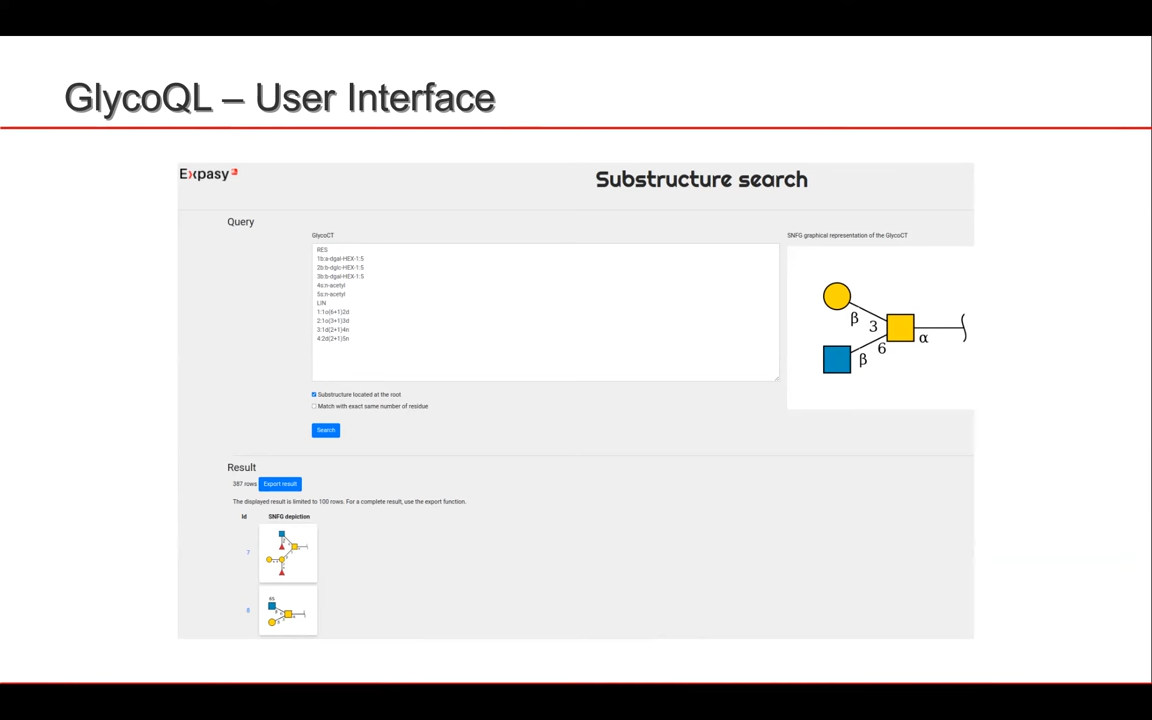 GlycoQL – User Interface
Expasy
Substructure search
Query
GlycoCT
SNFG graphical representation of the GlycoCT
RES
1b:a-dgal-HEX-1:5
2b:b-dglc-HEX-1:5
3b:b-dgal-HEX-1:5
4s:n-acetyl
5s:n-acetyl
LIN
1:1o(6+1)2d
2:1o(3+1)3d
3:1d(2+1)4n
4:2d(2+1)5n
β
3
α
6
β
Substructure located at the root
Match with exact same number of residue
Search
Result
387 rows
Export result
The displayed result is limited to 100 rows. For a complete result, use the export function.
Id
SNFG depiction
7
6S